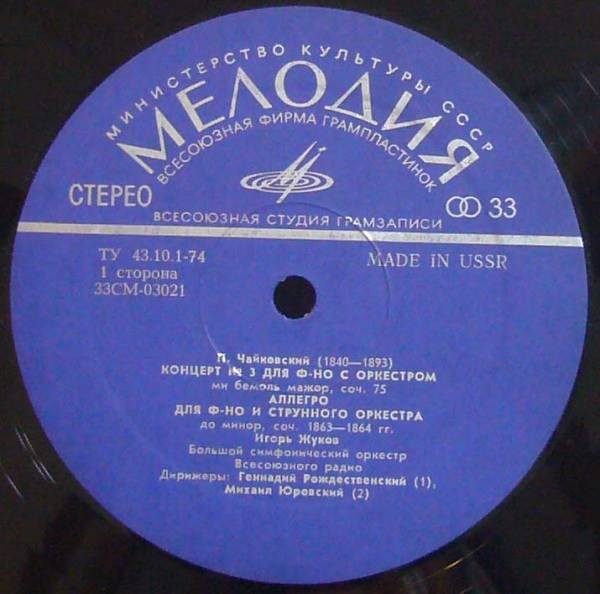 МИНИСТЕРСТВО КУЛЬТУРЫ СССР
МЕЛОДИЯ
ВСЕСОЮЗНАЯ ФИРМА ГРАМПЛАСТИНОК
СТЕРЕО
33
ВСЕСОЮЗНАЯ СТУДИЯ ГРАМЗАПИСИ
ТУ 43.10.1-74
MADE iN USSR
1 сторона
33СМ-03021
П. Чайковский (1840—1893)
КОНЦЕРТ № 3 ДЛЯ Ф-НО С ОРКЕСТРОМ
ми бемоль мажор, соч. 75
АЛЛЕГРО
ДЛЯ Ф-НО И СТРУННОГО ОРКЕСТРА
до минор, соч. 1863—1864 гг.
Игорь Жуков
Большой симфонический оркестр
Всесоюзного радио
Дирижеры: Геннадий Рождественский (1),
Михаил Юровский (2)